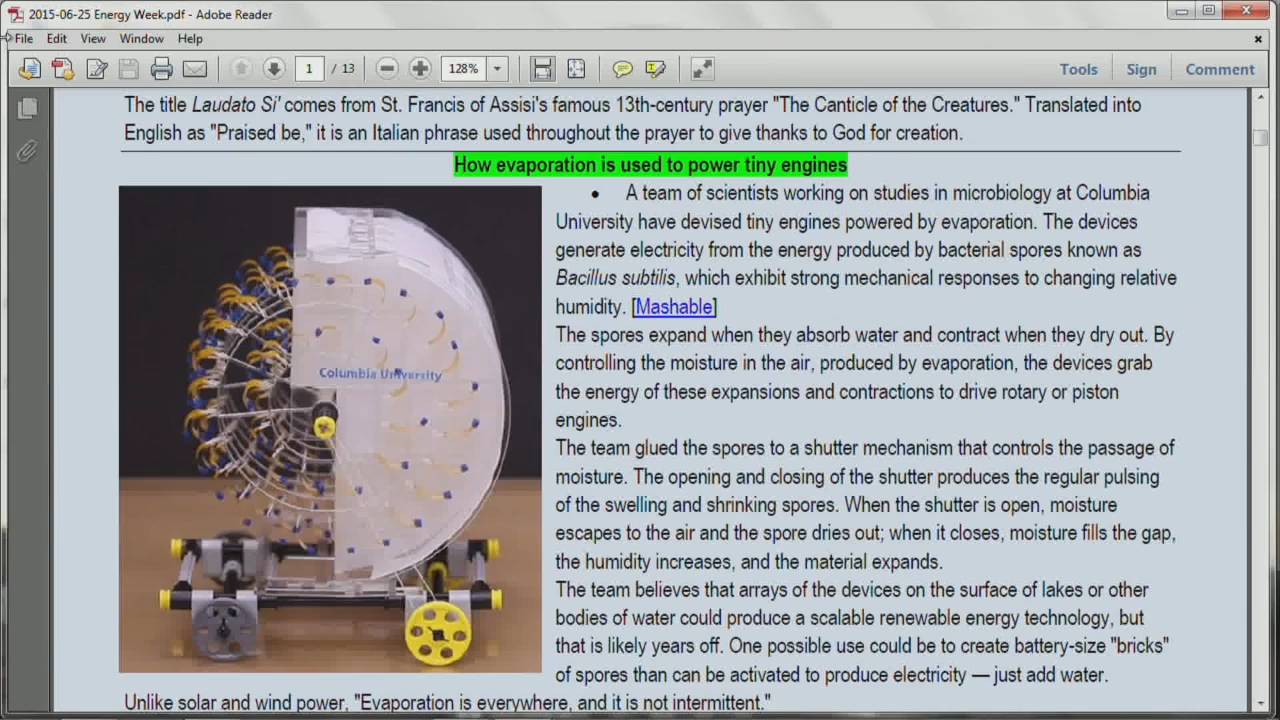 2015-06-25 Energy Week.pdf - Adobe Reader
File Edit View Window Help
1 / 13 128% Tools Sign Comment
The title Laudato Si' comes from St. Francis of Assisi's famous 13th-century prayer "The Canticle of the Creatures." Translated into
English as "Praised be," it is an Italian phrase used throughout the prayer to give thanks to God for creation.
How evaporation is used to power tiny engines
• A team of scientists working on studies in microbiology at Columbia
University have devised tiny engines powered by evaporation. The devices
generate electricity from the energy produced by bacterial spores known as
Bacillus subtilis, which exhibit strong mechanical responses to changing relative
humidity. [Mashable]
The spores expand when they absorb water and contract when they dry out. By
controlling the moisture in the air, produced by evaporation, the devices grab
the energy of these expansions and contractions to drive rotary or piston
engines.
The team glued the spores to a shutter mechanism that controls the passage of
moisture. The opening and closing of the shutter produces the regular pulsing
of the swelling and shrinking spores. When the shutter is open, moisture
escapes to the air and the spore dries out; when it closes, moisture fills the gap,
the humidity increases, and the material expands.
The team believes that arrays of the devices on the surface of lakes or other
bodies of water could produce a scalable renewable energy technology, but
that is likely years off. One possible use could be to create battery-size "bricks"
of spores than can be activated to produce electricity — just add water.
Unlike solar and wind power, "Evaporation is everywhere, and it is not intermittent."
Columbia University